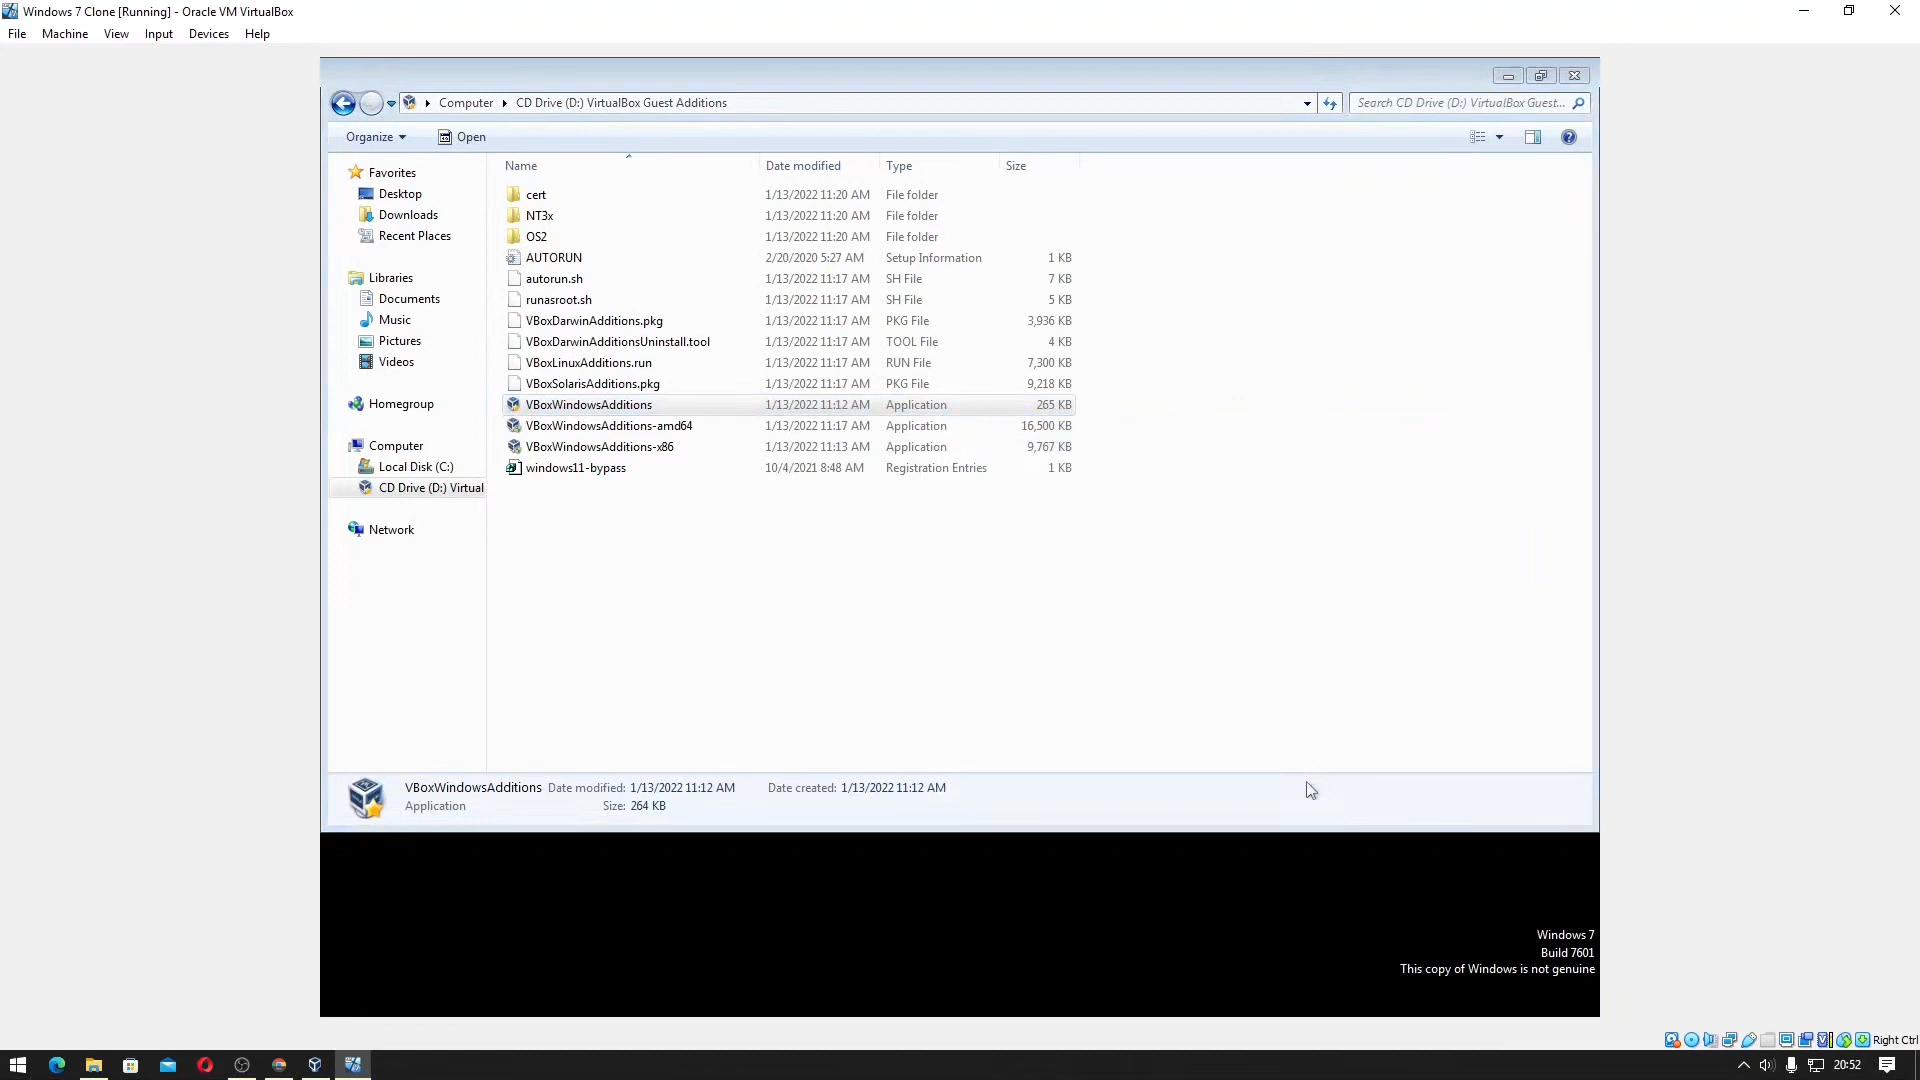 Windows 7 Clone [Running] - Oracle VM VirtualBox
File Machine View Input Devices Help
Computer CD Drive (D:) VirtualBox Guest Additions
Search CD Drive (D:) VirtualBox Guest...
Organize Open
Name Date modified Type Size
Favorites
Desktop
Downloads
Recent Places
Libraries
Documents
Music
Pictures
Videos
Homegroup
Computer
Local Disk (C:)
CD Drive (D:) Virtual
Network
cert 1/13/2022 11:20 AM File folder
NT3x 1/13/2022 11:20 AM File folder
OS2 1/13/2022 11:20 AM File folder
AUTORUN 2/20/2020 5:27 AM Setup Information 1 KB
autorun.sh 1/13/2022 11:17 AM SH File 7 KB
runasroot.sh 1/13/2022 11:17 AM SH File 5 KB
VBoxDarwinAdditions.pkg 1/13/2022 11:17 AM PKG File 3,936 KB
VBoxDarwinAdditionsUninstall.tool 1/13/2022 11:17 AM TOOL File 4 KB
VBoxLinuxAdditions.run 1/13/2022 11:17 AM RUN File 7,300 KB
VBoxSolarisAdditions.pkg 1/13/2022 11:17 AM PKG File 9,218 KB
VBoxWindowsAdditions 1/13/2022 11:12 AM Application 265 KB
VBoxWindowsAdditions-amd64 1/13/2022 11:17 AM Application 16,500 KB
VBoxWindowsAdditions-x86 1/13/2022 11:13 AM Application 9,767 KB
windows11-bypass 10/4/2021 8:48 AM Registration Entries 1 KB
VBoxWindowsAdditions Date modified: 1/13/2022 11:12 AM Date created: 1/13/2022 11:12 AM
Application Size: 264 KB
Windows 7
Build 7601
This copy of Windows is not genuine
Right Ctrl
20:52